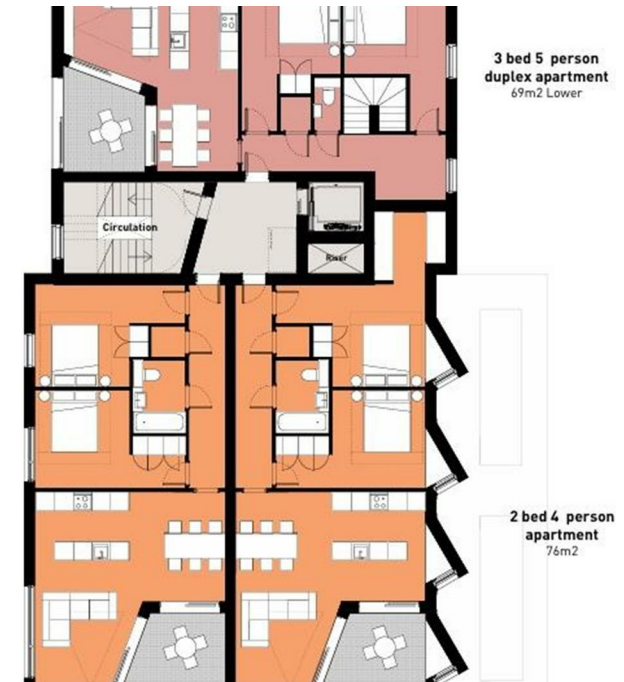 3 bed 5 person
duplex apartment
69m2 Lower
Circulation
Riser
2 bed 4 person
apartment
76m2